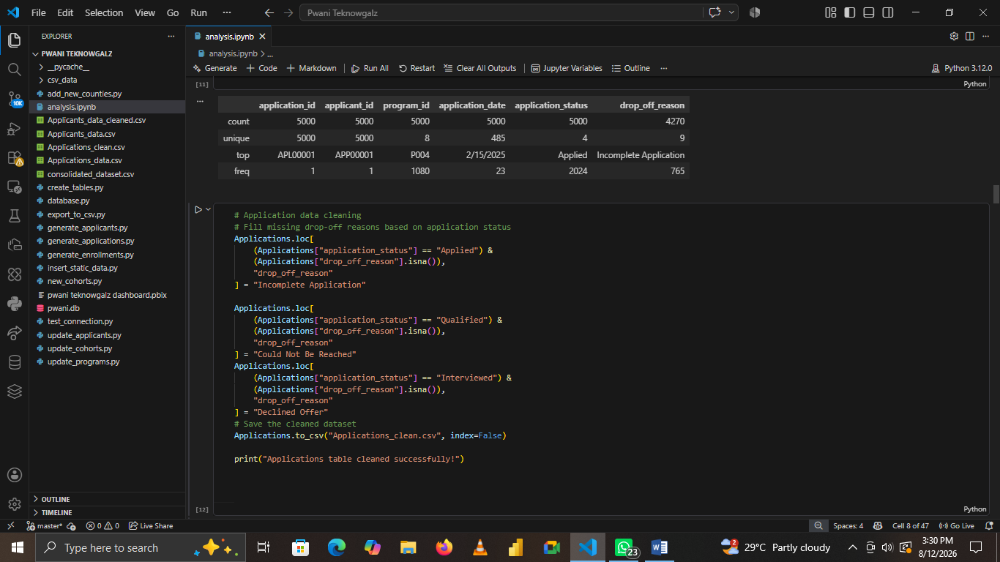 File Edit Selection View Go Run ··· Pwani Teknowgalz
EXPLORER ···
PWANI TEKNOWGALZ
__pycache__
csv_data
add_new_counties.py
analysis.ipynb
Applicants_data_cleaned.csv
Applicants_data.csv
Applications_clean.csv
Applications_data.csv
consolidated_dataset.csv
create_tables.py
database.py
export_to_csv.py
generate_applicants.py
generate_applications.py
generate_enrollments.py
insert_static_data.py
new_cohorts.py
pwani teknowgalz dashboard.pbix
pwani.db
test_connection.py
update_applicants.py
update_cohorts.py
update_programs.py
OUTLINE
TIMELINE
10K
analysis.ipynb
analysis.ipynb > ...
Generate + Code + Markdown Run All Restart Clear All Outputs Jupyter Variables Outline ··· Python 3.12.0
[11] Python
···
application_id applicant_id program_id application_date application_status drop_off_reason
count 5000 5000 5000 5000 5000 4270
unique 5000 5000 8 485 4 9
top APL00001 APP00001 P004 2/15/2025 Applied Incomplete Application
freq 1 1 1080 23 2024 765
# Application data cleaning
# Fill missing drop-off reasons based on application status
Applications.loc[
(Applications["application_status"] == "Applied") &
(Applications["drop_off_reason"].isna()),
"drop_off_reason"
] = "Incomplete Application"
Applications.loc[
(Applications["application_status"] == "Qualified") &
(Applications["drop_off_reason"].isna()),
"drop_off_reason"
] = "Could Not Be Reached"
Applications.loc[
(Applications["application_status"] == "Interviewed") &
(Applications["drop_off_reason"].isna()),
"drop_off_reason"
] = "Declined Offer"
# Save the cleaned dataset
Applications.to_csv("Applications_clean.csv", index=False)
print("Applications table cleaned successfully!")
[12] Python
master* 0 0 Live Share Spaces: 4 Cell 8 of 47 Go Live
Type here to search 23 2 29°C Partly cloudy 3:30 PM
8/12/2026